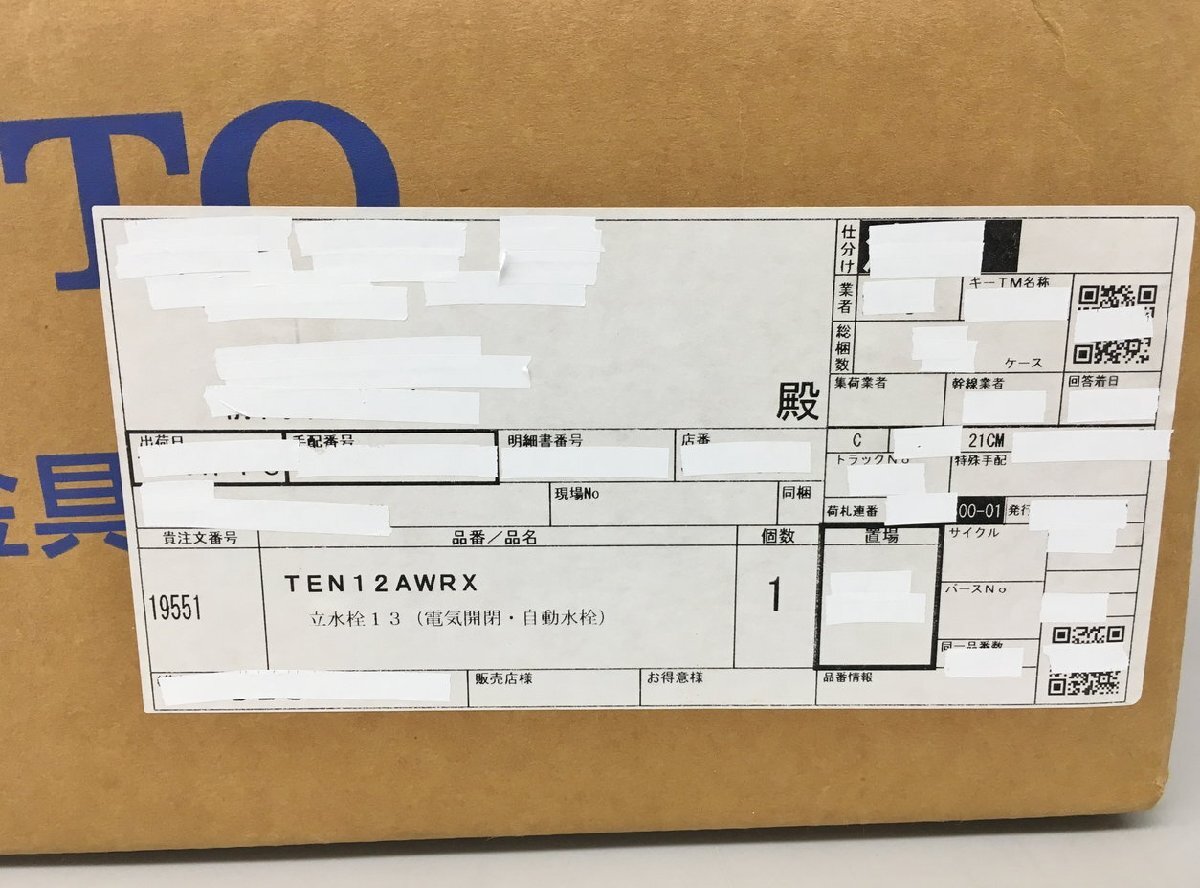 TO
金具
仕分け
業者
キーTM名称
総梱数
ケース
殿
集荷業者
幹線業者
回答着日
出荷日
手配番号
明細書番号
店番
C
21CM
トラックNo
特殊手配
現場No
同梱
荷札連番
00-01
発行
貴注文番号
品番/品名
個数
置場
サイクル
19551
TEN12AWRX
立水栓13(電気開閉・自動水栓)
1
バースNo
同一品番数
販売店様
お得意様
品番情報